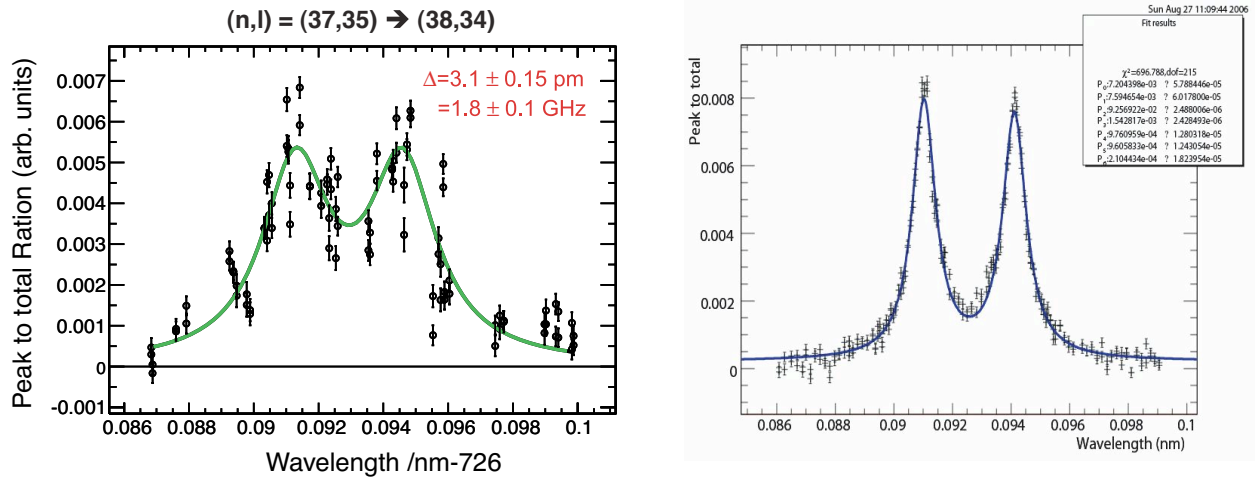 (n,l) = (37,35) ➔ (38,34)
Δ=3.1 ± 0.15 pm
=1.8 ± 0.1 GHz
Peak to total Ration (arb. units)
0.007
0.006
0.005
0.004
0.003
0.002
0.001
0
-0.001
0.086 0.088 0.09 0.092 0.094 0.096 0.098 0.1
Wavelength /nm-726
Sun Aug 27 11:09:44 2006
Fit results
χ²=696.788,dof=215
P₀:7.204398e-03 ? 5.788446e-05
P₁:7.594654e-03 ? 6.017800e-05
P₂:9.256922e-02 ? 2.488006e-06
P₃:1.542817e-03 ? 2.428493e-06
P₄:9.760959e-04 ? 1.280318e-05
P₅:9.605833e-04 ? 1.243054e-05
P₆:2.104434e-04 ? 1.823954e-05
Peak to total
0.008
0.006
0.004
0.002
0
0.086 0.088 0.09 0.092 0.094 0.096 0.098 0.1
Wavelength (nm)